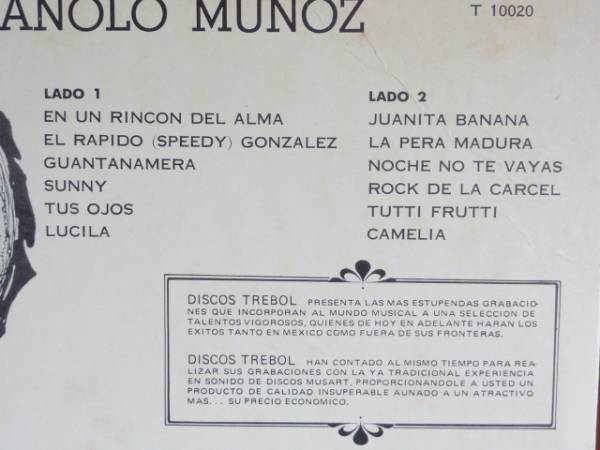 ANOLO MUÑOZ
T 10020
LADO 1
EN UN RINCON DEL ALMA
EL RAPIDO (SPEEDY) GONZALEZ
GUANTANAMERA
SUNNY
TUS OJOS
LUCILA
LADO 2
JUANITA BANANA
LA PERA MADURA
NOCHE NO TE VAYAS
ROCK DE LA CARCEL
TUTTI FRUTTI
CAMELIA
DISCOS TREBOL PRESENTA LAS MAS ESTUPENDAS GRABACIO-
NES QUE INCORPORAN AL MUNDO MUSICAL A UNA SELECCION DE
TALENTOS VIGOROSOS, QUIENES DE HOY EN ADELANTE HARAN LOS
EXITOS TANTO EN MEXICO COMO FUERA DE SUS FRONTERAS.
DISCOS TREBOL HAN CONTADO AL MISMO TIEMPO PARA REA-
LIZAR SUS GRABACIONES CON LA YA TRADICIONAL EXPERIENCIA
EN SONIDO DE DISCOS MUSART, PROPORCIONANDOLE A USTED UN
PRODUCTO DE CALIDAD INSUPERABLE AUNADO A UN ATRACTIVO
MAS... SU PRECIO ECONOMICO.